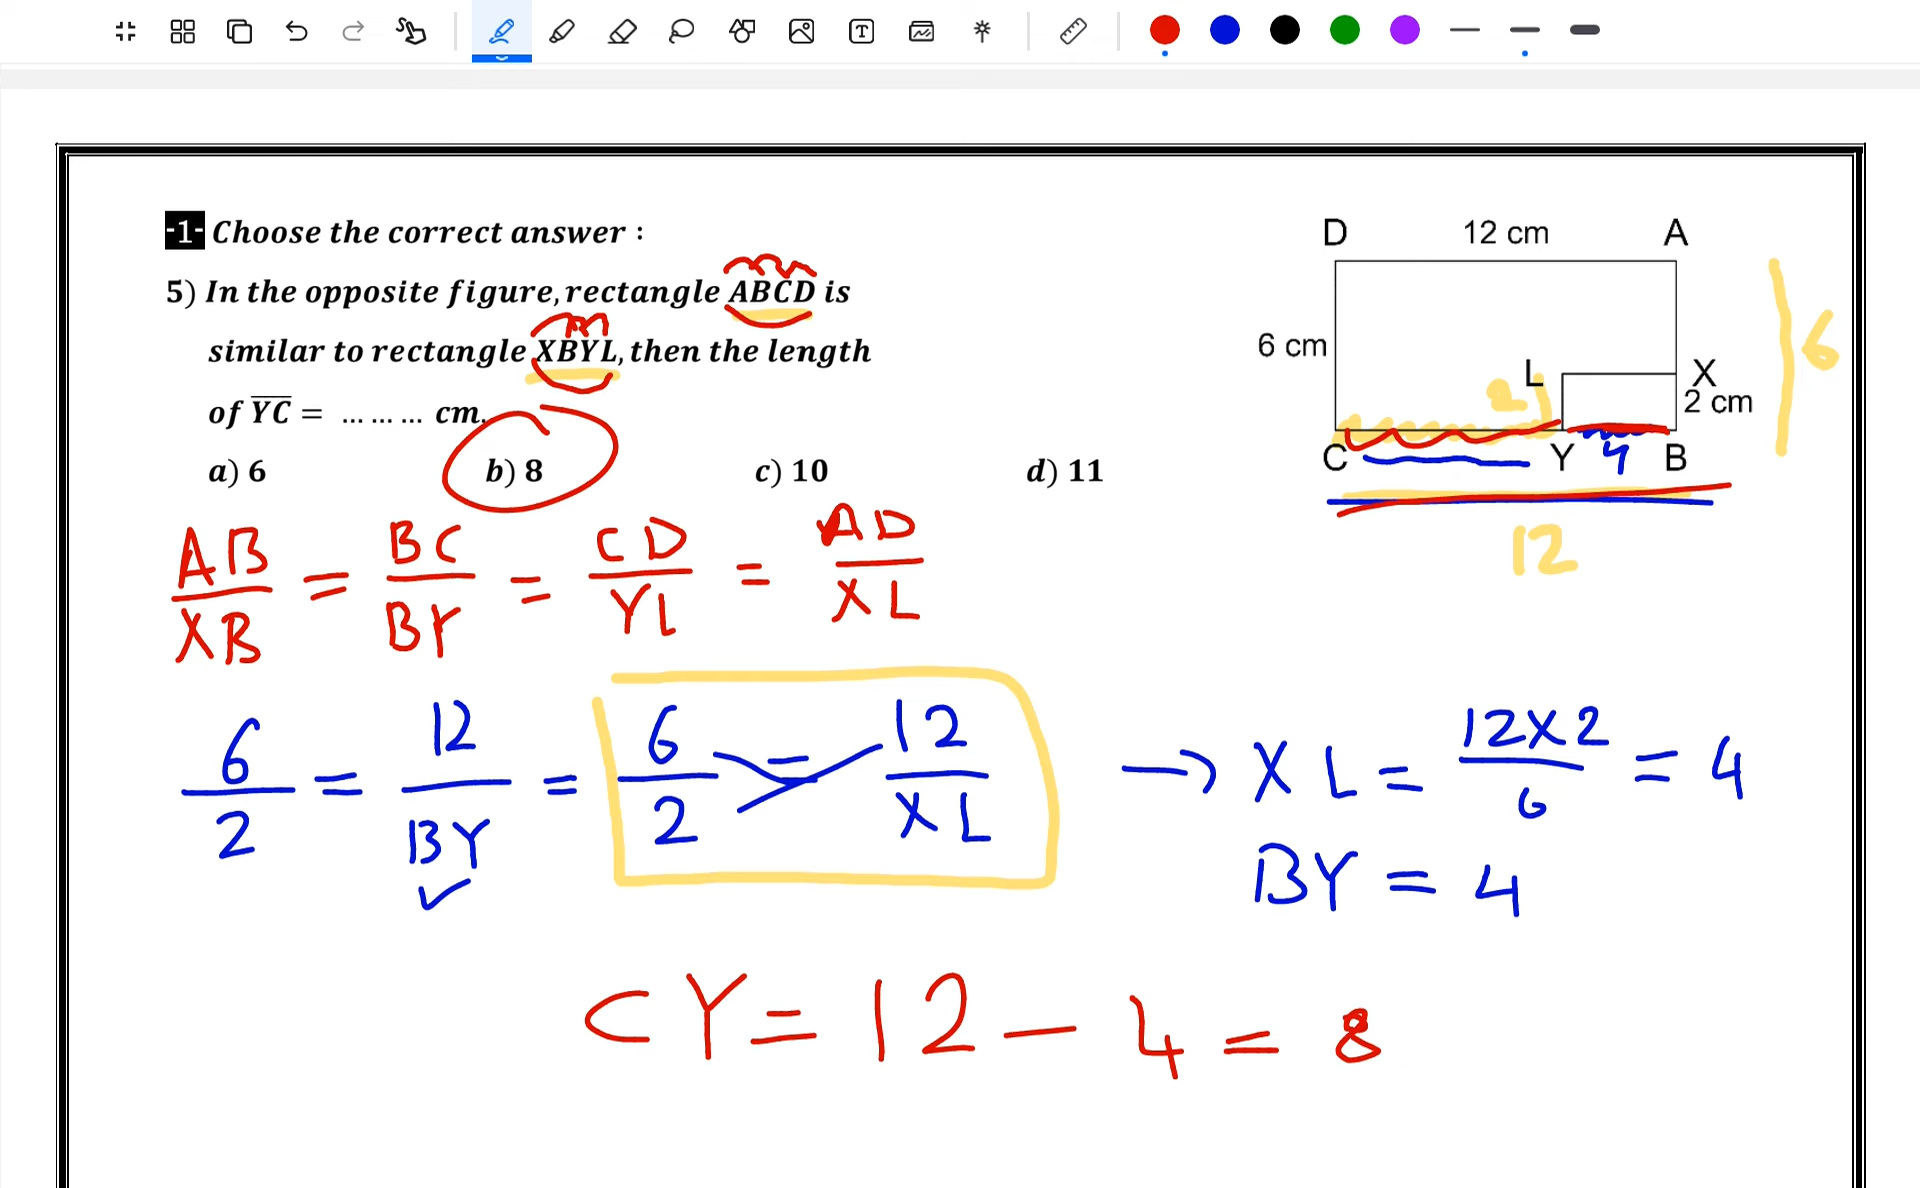 -1- Choose the correct answer :
5) In the opposite figure, rectangle ABCD is
similar to rectangle XBYL, then the length
of YC = ... ... ... cm.
a) 6 b) 8 c) 10 d) 11
D 12 cm A
6 cm
L X
2 cm
C Y B
2
6
4
12
AB/XB = BC/BY = CD/YL = AD/XL
6/2 = 12/BY = 6/2 = 12/XL → XL = 12×2/6 = 4
BY = 4
CY = 12 - 4 = 8